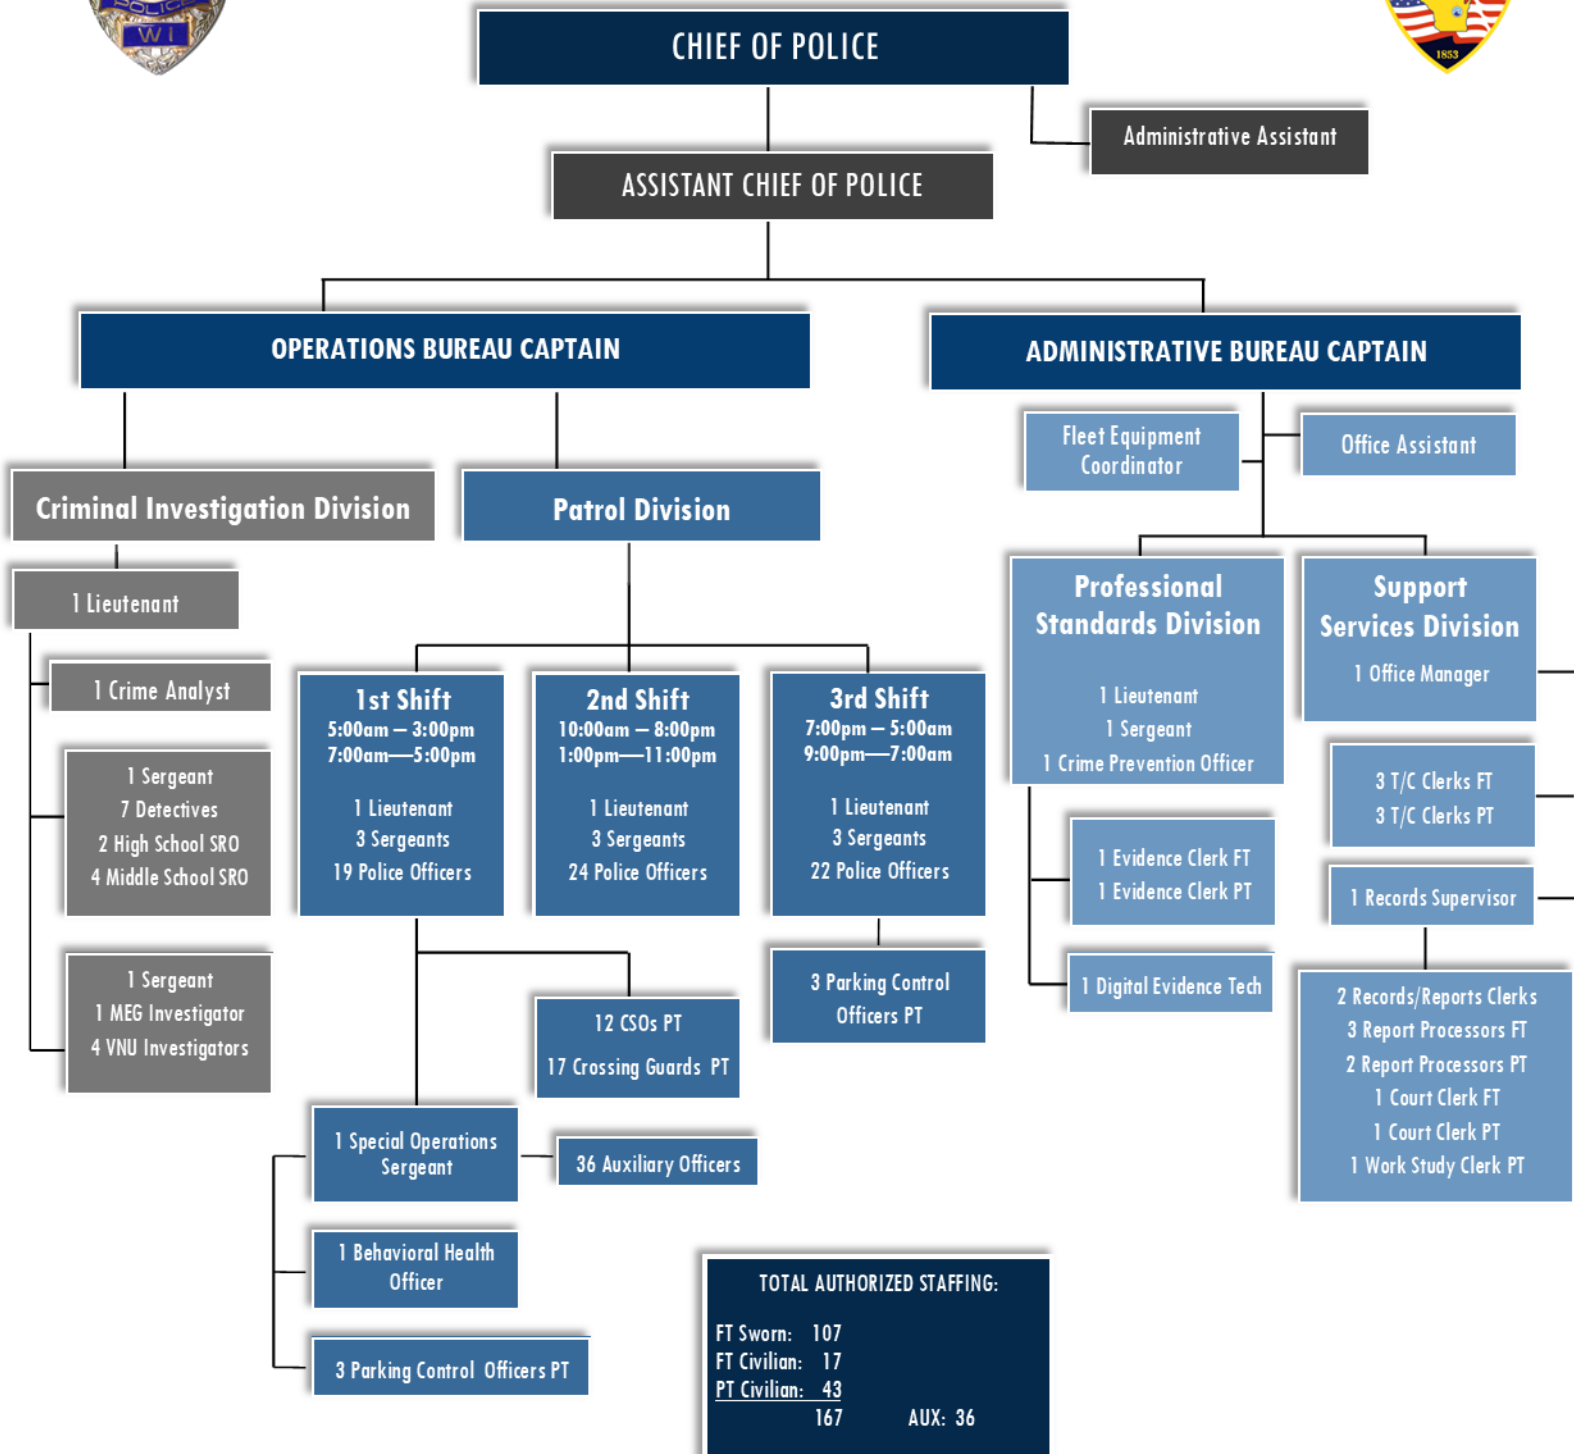 POLICE
WI
1853
CHIEF OF POLICE
Administrative Assistant
ASSISTANT CHIEF OF POLICE
OPERATIONS BUREAU CAPTAIN
ADMINISTRATIVE BUREAU CAPTAIN
Fleet Equipment
Coordinator
Office Assistant
Criminal Investigation Division
Patrol Division
1 Lieutenant
1 Crime Analyst
1 Sergeant
7 Detectives
2 High School SRO
4 Middle School SRO
1 Sergeant
1 MEG Investigator
4 VNU Investigators
1st Shift
5:00am – 3:00pm
7:00am—5:00pm
1 Lieutenant
3 Sergeants
19 Police Officers
2nd Shift
10:00am – 8:00pm
1:00pm—11:00pm
1 Lieutenant
3 Sergeants
24 Police Officers
3rd Shift
7:00pm – 5:00am
9:00pm—7:00am
1 Lieutenant
3 Sergeants
22 Police Officers
3 Parking Control
Officers PT
12 CSOs PT
17 Crossing Guards PT
1 Special Operations
Sergeant
36 Auxiliary Officers
1 Behavioral Health
Officer
3 Parking Control Officers PT
Professional
Standards Division
1 Lieutenant
1 Sergeant
1 Crime Prevention Officer
1 Evidence Clerk FT
1 Evidence Clerk PT
1 Digital Evidence Tech
Support
Services Division
1 Office Manager
3 T/C Clerks FT
3 T/C Clerks PT
1 Records Supervisor
2 Records/Reports Clerks
3 Report Processors FT
2 Report Processors PT
1 Court Clerk FT
1 Court Clerk PT
1 Work Study Clerk PT
TOTAL AUTHORIZED STAFFING:
FT Sworn: 107
FT Civilian: 17
PT Civilian: 43
167 AUX: 36